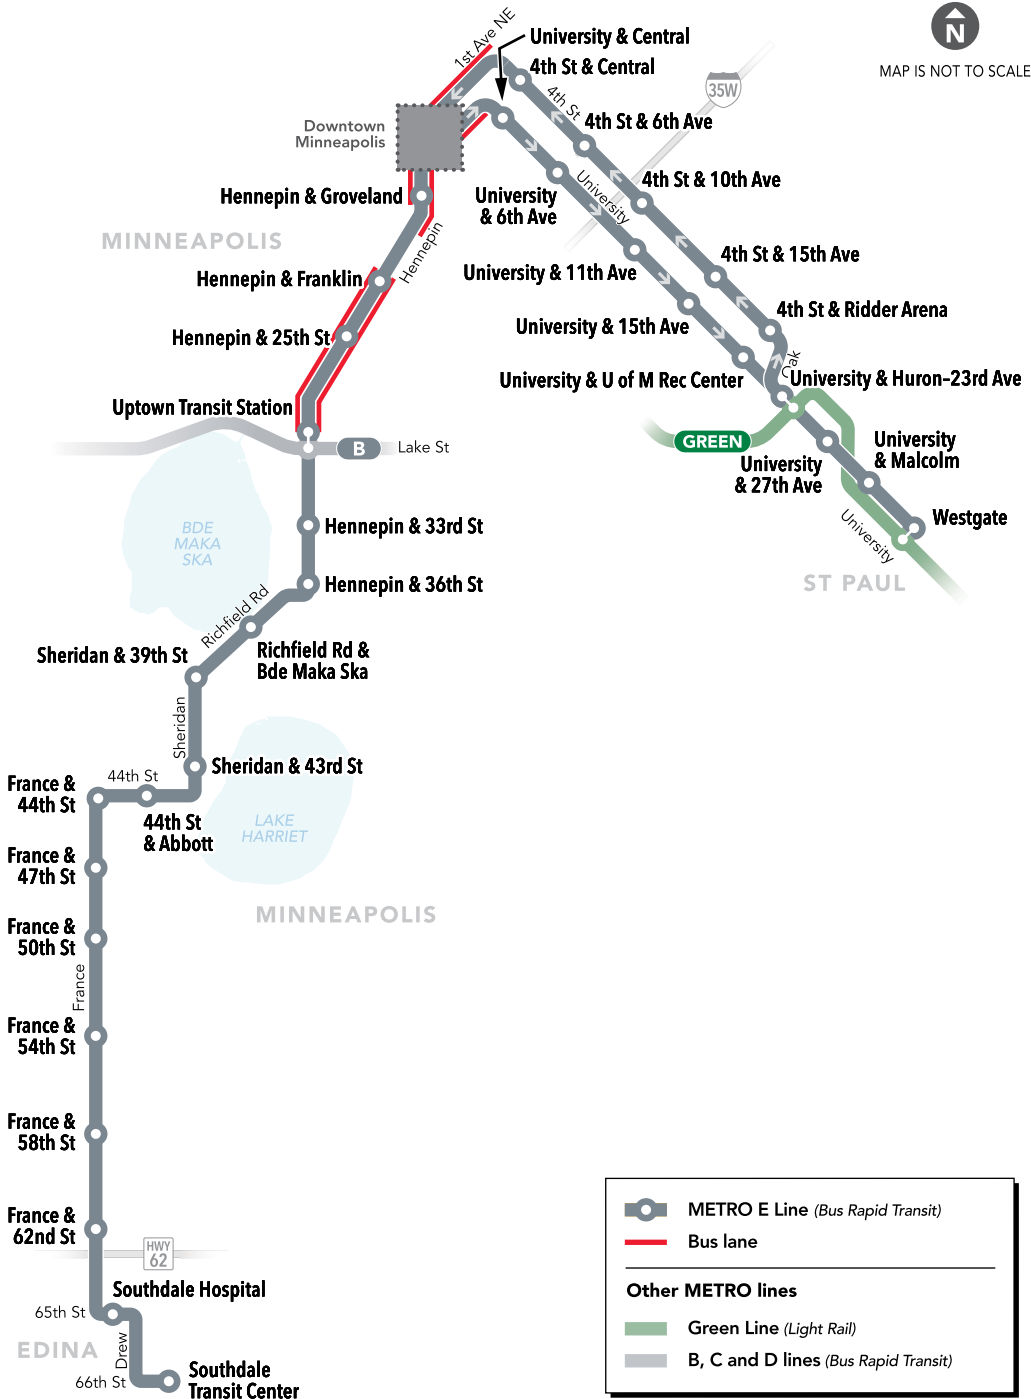 1st Ave NE
University & Central
N
MAP IS NOT TO SCALE
4th St & Central
35W
4th St
4th St & 6th Ave
Downtown
Minneapolis
4th St & 10th Ave
University
Hennepin & Groveland
University
& 6th Ave
MINNEAPOLIS
Hennepin
4th St & 15th Ave
University & 11th Ave
Hennepin & Franklin
4th St & Ridder Arena
University & 15th Ave
Hennepin & 25th St
Oak
University & U of M Rec Center
University & Huron–23rd Ave
Uptown Transit Station
B
Lake St
GREEN
University
& Malcolm
University
& 27th Ave
Westgate
University
ST PAUL
BDE
MAKA
SKA
Hennepin & 33rd St
Hennepin & 36th St
Richfield Rd
Richfield Rd &
Bde Maka Ska
Sheridan & 39th St
Sheridan
Sheridan & 43rd St
44th St
France &
44th St
44th St
& Abbott
LAKE
HARRIET
France &
47th St
MINNEAPOLIS
France &
50th St
France
France &
54th St
France &
58th St
France &
62nd St
HWY
62
Southdale Hospital
65th St
EDINA
Drew
66th St
Southdale
Transit Center
METRO E Line (Bus Rapid Transit)
Bus lane
Other METRO lines
Green Line (Light Rail)
B, C and D lines (Bus Rapid Transit)